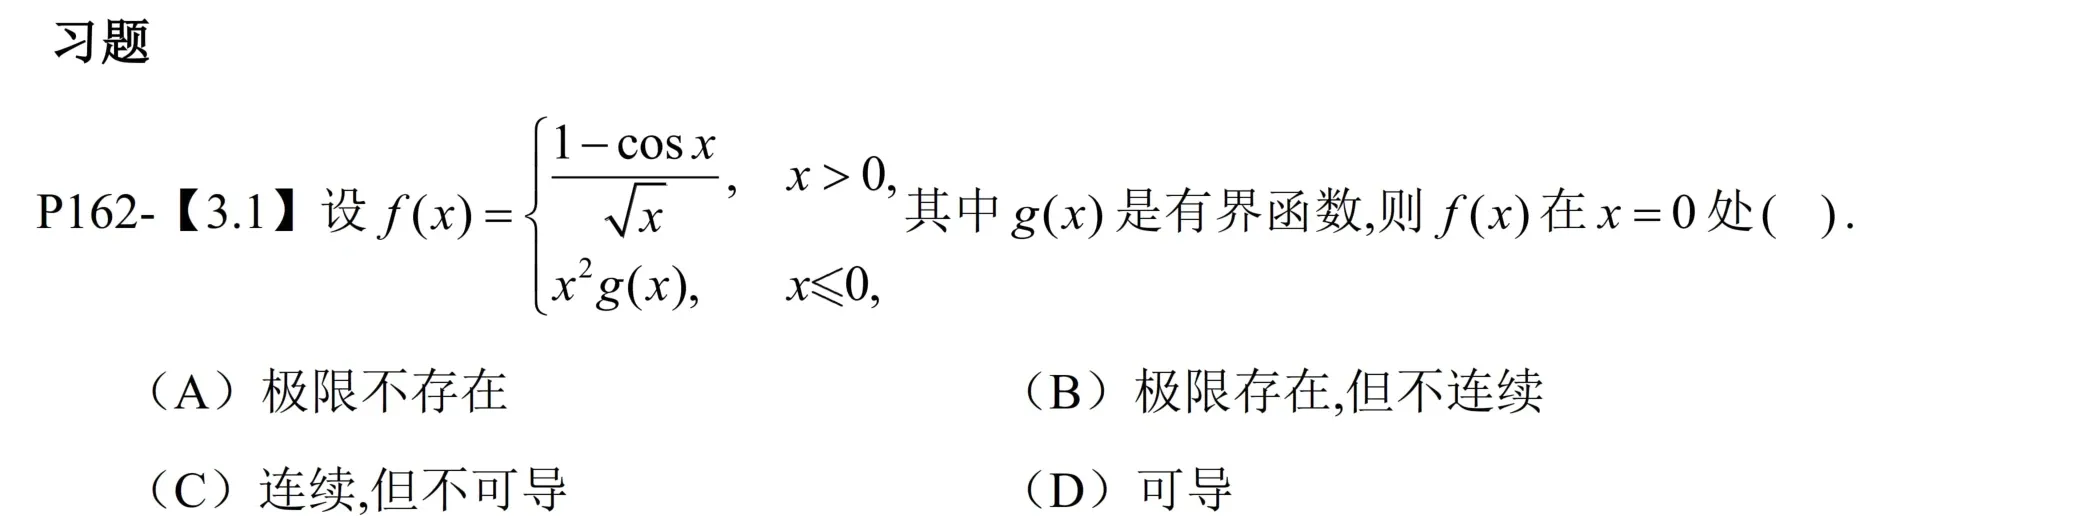 习题
P162-【3.1】设 $f(x)=\begin{cases}\dfrac{1-\cos x}{\sqrt{x}}, & x>0,\\ x^2g(x), & x\leqslant 0,\end{cases}$ 其中 $g(x)$ 是有界函数,则 $f(x)$ 在 $x=0$ 处(   ).
（A）极限不存在 （B）极限存在,但不连续
（C）连续,但不可导 （D）可导